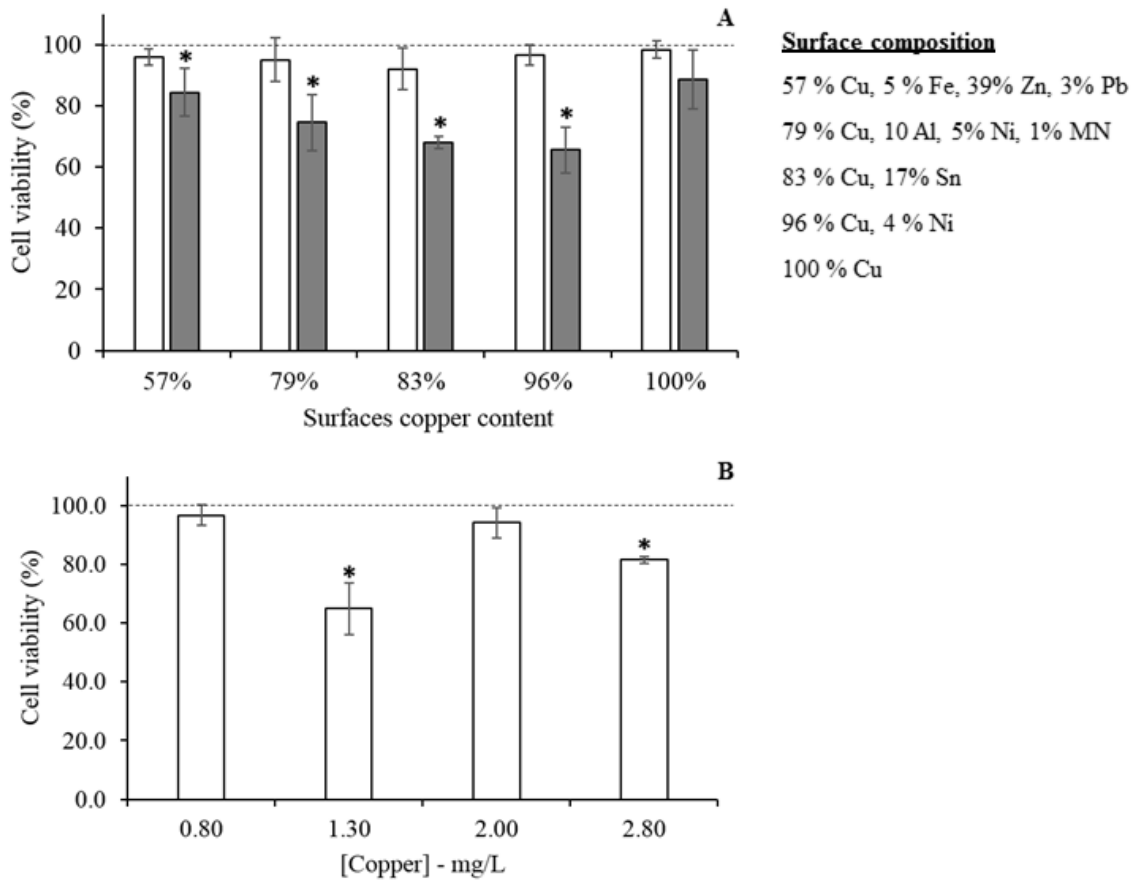 A
100
80
60
40
20
0
Cell viability (%)
* * * *
57% 79% 83% 96% 100%
Surfaces copper content
Surface composition
57 % Cu, 5 % Fe, 39% Zn, 3% Pb
79 % Cu, 10 Al, 5% Ni, 1% MN
83 % Cu, 17% Sn
96 % Cu, 4 % Ni
100 % Cu
B
100.0
80.0
60.0
40.0
20.0
0.0
Cell viability (%)
* *
0.80 1.30 2.00 2.80
[Copper] - mg/L